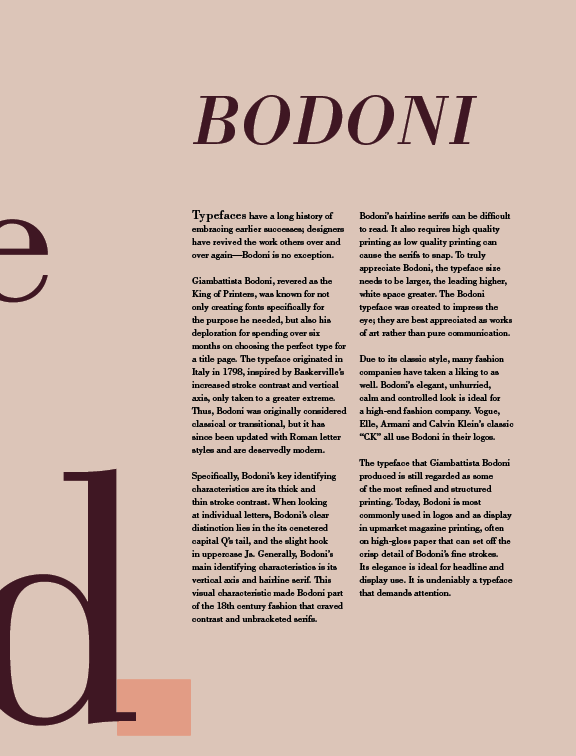 BODONI
e
d
Typefaces have a long history of
embracing earlier successes; designers
have revived the work others over and
over again—Bodoni is no exception.
Giambattista Bodoni, revered as the
King of Printers, was known for not
only creating fonts specifically for
the purpose he needed, but also his
deploration for spending over six
months on choosing the perfect type for
a title page. The typeface originated in
Italy in 1798, inspired by Baskerville's
increased stroke contrast and vertical
axis, only taken to a greater extreme.
Thus, Bodoni was originally considered
classical or transitional, but it has
since been updated with Roman letter
styles and are deservedly modern.
Specifically, Bodoni's key identifying
characteristics are its thick and
thin stroke contrast. When looking
at individual letters, Bodoni's clear
distinction lies in the its cenetered
capital Q's tail, and the slight hook
in uppercase Js. Generally, Bodoni's
main identifying characteristics is its
vertical axis and hairline serif. This
visual characteristic made Bodoni part
of the 18th century fashion that craved
contrast and unbracketed serifs.
Bodoni's hairline serifs can be difficult
to read. It also requires high quality
printing as low quality printing can
cause the serifs to snap. To truly
appreciate Bodoni, the typeface size
needs to be larger, the leading higher,
white space greater. The Bodoni
typeface was created to impress the
eye; they are best appreciated as works
of art rather than pure communication.
Due to its classic style, many fashion
companies have taken a liking to as
well. Bodoni's elegant, unhurried,
calm and controlled look is ideal for
a high-end fashion company. Vogue,
Elle, Armani and Calvin Klein's classic
“CK” all use Bodoni in their logos.
The typeface that Giambattista Bodoni
produced is still regarded as some
of the most refined and structured
printing. Today, Bodoni is most
commonly used in logos and as display
in upmarket magazine printing, often
on high-gloss paper that can set off the
crisp detail of Bodoni's fine strokes.
Its elegance is ideal for headline and
display use. It is undeniably a typeface
that demands attention.